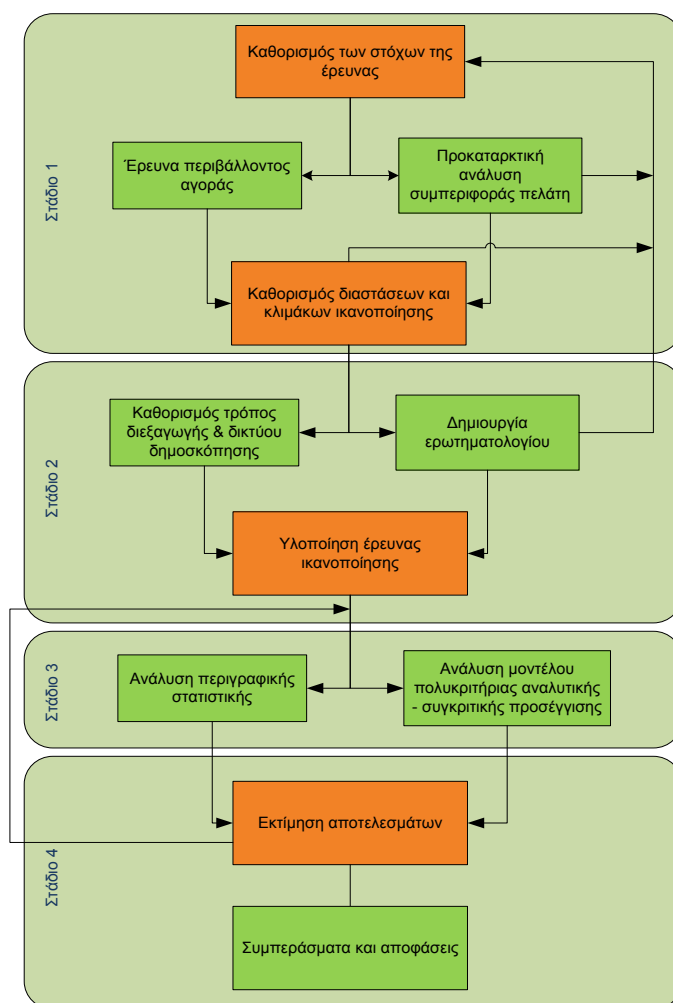 Στάδιο 1
Καθορισμός των στόχων της
έρευνας
Έρευνα περιβάλλοντος
αγοράς
Προκαταρκτική
ανάλυση
συμπεριφοράς πελάτη
Καθορισμός διαστάσεων και
κλιμάκων ικανοποίησης
Στάδιο 2
Καθορισμός τρόπος
διεξαγωγής & δικτύου
δημοσκόπησης
Δημιουργία
ερωτηματολογίου
Υλοποίηση έρευνας
ικανοποίησης
Στάδιο 3
Ανάλυση περιγραφικής
στατιστικής
Ανάλυση μοντέλου
πολυκριτήριας αναλυτικής
- συγκριτικής προσέγγισης
Στάδιο 4
Εκτίμηση αποτελεσμάτων
Συμπεράσματα και αποφάσεις